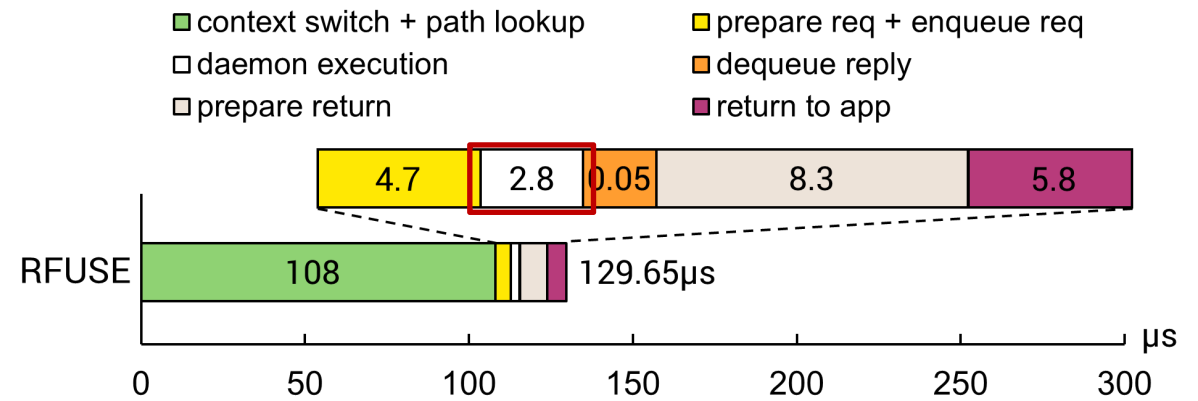 context switch + path lookup prepare req + enqueue req
daemon execution dequeue reply
prepare return return to app
4.7 2.8 0.05 8.3 5.8
RFUSE 108 129.65μs
μs
0 50 100 150 200 250 300